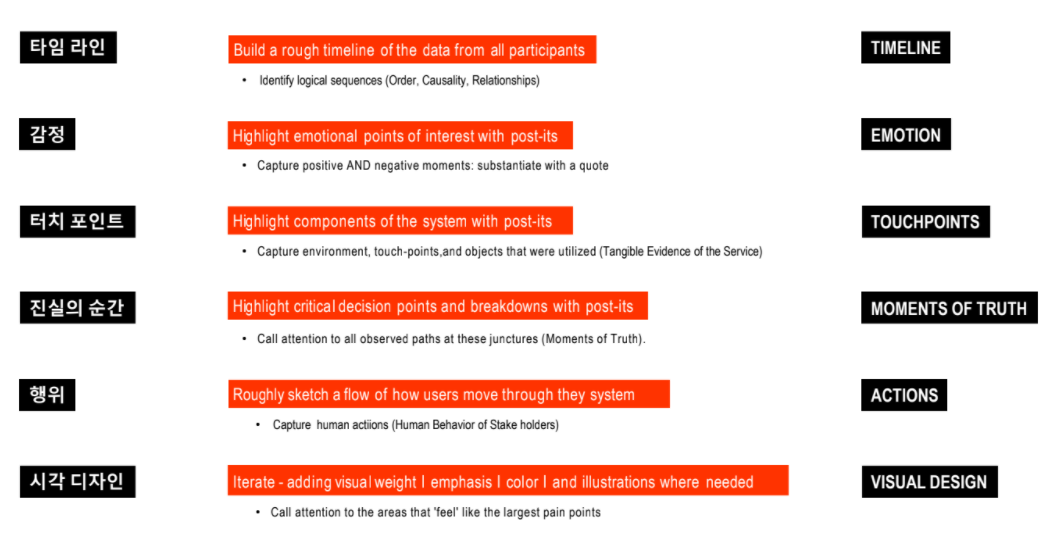 타임 라인
Build a rough timeline of the data from all participants
TIMELINE
• Identify logical sequences (Order, Causality, Relationships)
감정
Highlight emotional points of interest with post-its
EMOTION
• Capture positive AND negative moments: substantiate with a quote
터치 포인트
Highlight components of the system with post-its
TOUCHPOINTS
• Capture environment, touch-points,and objects that were utilized (Tangible Evidence of the Service)
진실의 순간
Highlight critical decision points and breakdowns with post-its
MOMENTS OF TRUTH
• Call attention to all observed paths at these junctures (Moments of Truth).
행위
Roughly sketch a flow of how users move through they system
ACTIONS
• Capture human actiions (Human Behavior of Stake holders)
시각 디자인
Iterate - adding visual weight I emphasis I color I and illustrations where needed
VISUAL DESIGN
• Call attention to the areas that 'feel' like the largest pain points